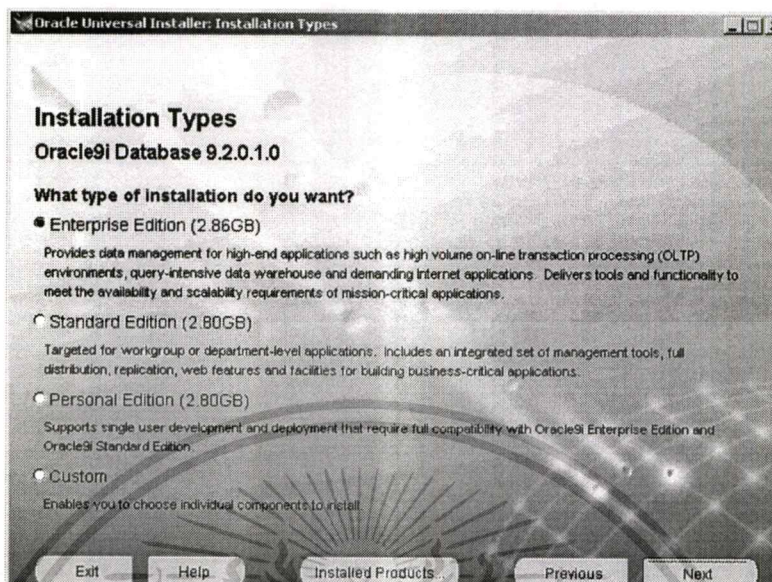 Oracle Universal Installer: Installation Types
Installation Types
Oracle9i Database 9.2.0.1.0
What type of installation do you want?
Enterprise Edition (2.86GB)
Provides data management for high-end applications such as high volume on-line transaction processing (OLTP)
environments, query-intensive data warehouse and demanding Internet applications. Delivers tools and functionality to
meet the availability and scalability requirements of mission-critical applications.
Standard Edition (2.80GB)
Targeted for workgroup or department-level applications. Includes an integrated set of management tools, full
distribution, replication, web features and facilities for building business-critical applications.
Personal Edition (2.80GB)
Supports single user development and deployment that require full compatibility with Oracle9i Enterprise Edition and
Oracle9i Standard Edition.
Custom
Enables you to choose individual components to install.
Exit Help Installed Products... Previous Next